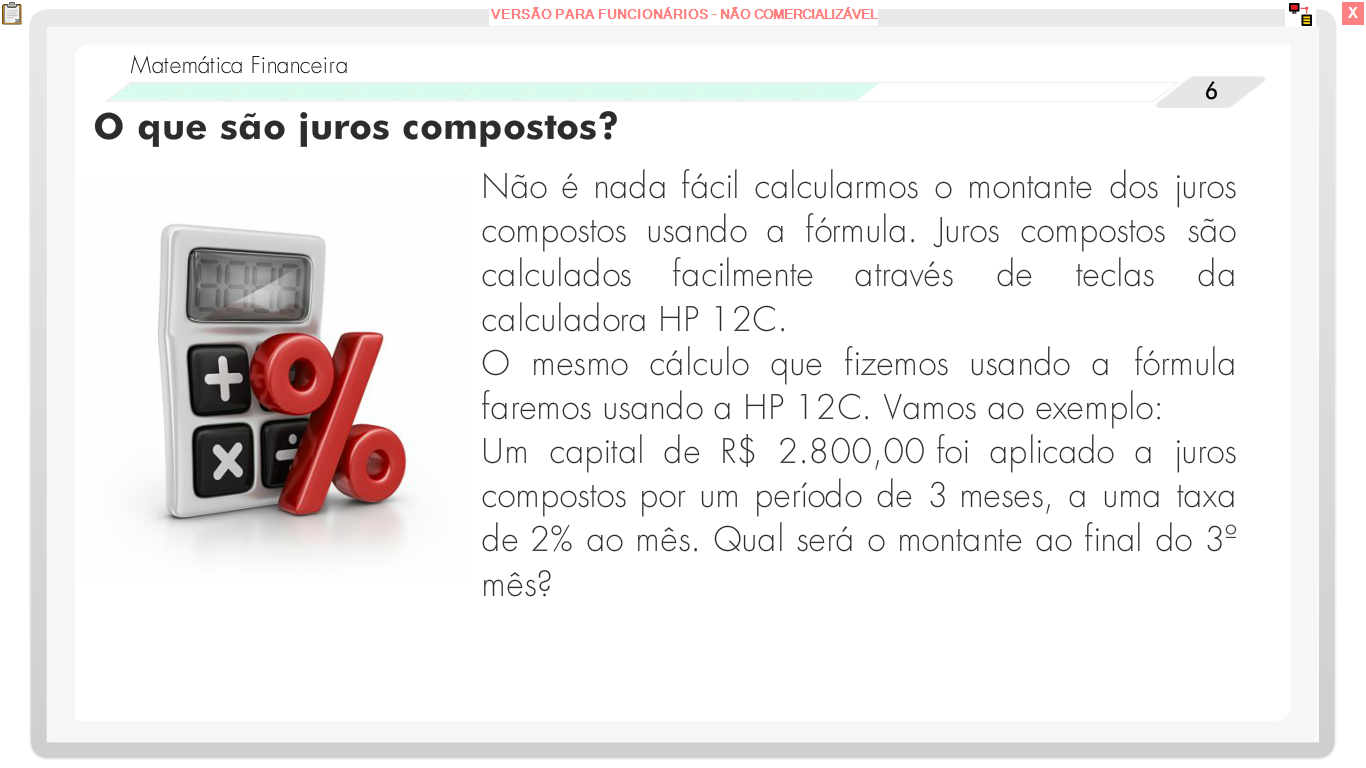 VERSÃO PARA FUNCIONÁRIOS - NÃO COMERCIALIZÁVEL
X
Matemática Financeira
6
O que são juros compostos?
Não é nada fácil calcularmos o montante dos juros
compostos usando a fórmula. Juros compostos são
calculados facilmente através de teclas da
calculadora HP 12C.
O mesmo cálculo que fizemos usando a fórmula
faremos usando a HP 12C. Vamos ao exemplo:
Um capital de R$ 2.800,00 foi aplicado a juros
compostos por um período de 3 meses, a uma taxa
de 2% ao mês. Qual será o montante ao final do 3º
mês?